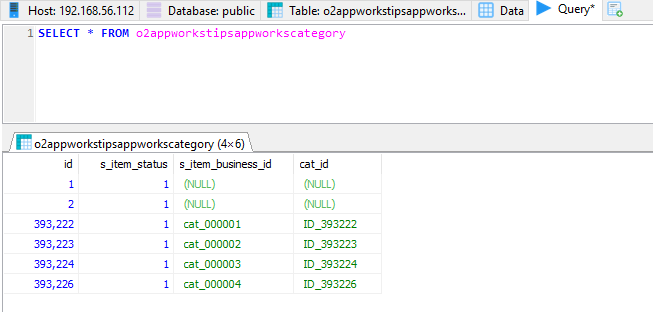 Host: 192.168.56.112 Database: public Table: o2appworkstipsappworks... Data Query*
1 SELECT * FROM o2appworkstipsappworkscategory
o2appworkstipsappworkscategory (4×6)
id s_item_status s_item_business_id cat_id
1 1 (NULL) (NULL)
2 1 (NULL) (NULL)
393,222 1 cat_000001 ID_393222
393,223 1 cat_000002 ID_393223
393,224 1 cat_000003 ID_393224
393,226 1 cat_000004 ID_393226